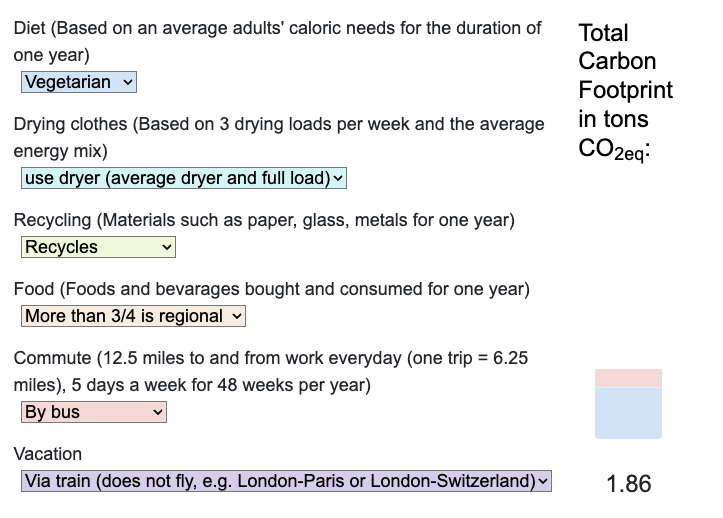 Diet (Based on an average adults' caloric needs for the duration of
one year)
Vegetarian
Drying clothes (Based on 3 drying loads per week and the average
energy mix)
use dryer (average dryer and full load)
Recycling (Materials such as paper, glass, metals for one year)
Recycles
Food (Foods and bevarages bought and consumed for one year)
More than 3/4 is regional
Commute (12.5 miles to and from work everyday (one trip = 6.25
miles), 5 days a week for 48 weeks per year)
By bus
Vacation
Via train (does not fly, e.g. London-Paris or London-Switzerland)
Total
Carbon
Footprint
in tons
CO2eq:
1.86